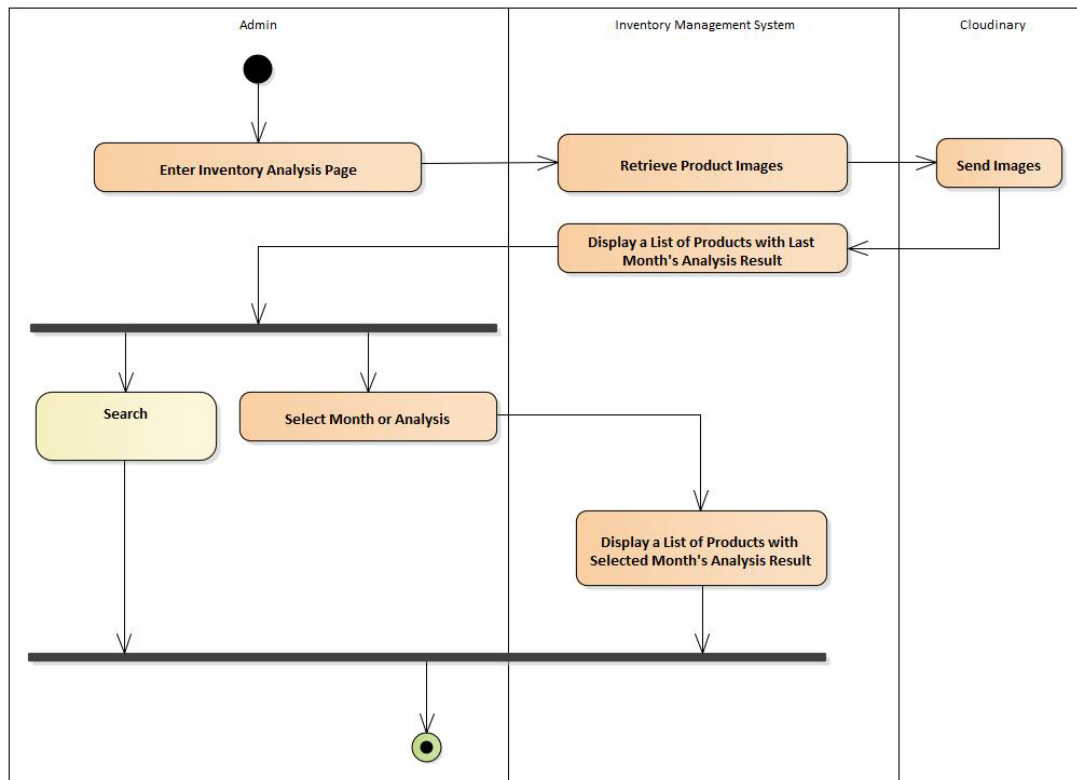 Admin
Inventory Management System
Cloudinary
Enter Inventory Analysis Page
Retrieve Product Images
Send Images
Display a List of Products with Last
Month's Analysis Result
Search
Select Month or Analysis
Display a List of Products with
Selected Month's Analysis Result